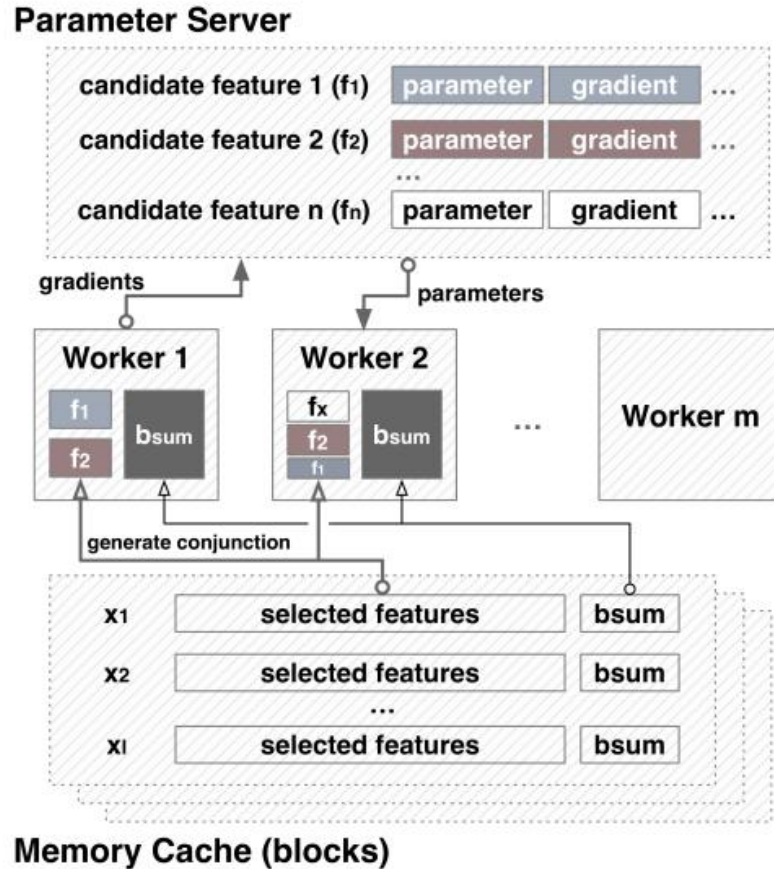 Parameter Server
candidate feature 1 (f1) parameter gradient ...
candidate feature 2 (f2) parameter gradient ...
...
candidate feature n (fn) parameter gradient ...
gradients
parameters
Worker 1
f1
f2
bsum
Worker 2
fx
f2
f1
bsum
...
Worker m
generate conjunction
x1 selected features bsum
x2 selected features bsum
...
xl selected features bsum
Memory Cache (blocks)